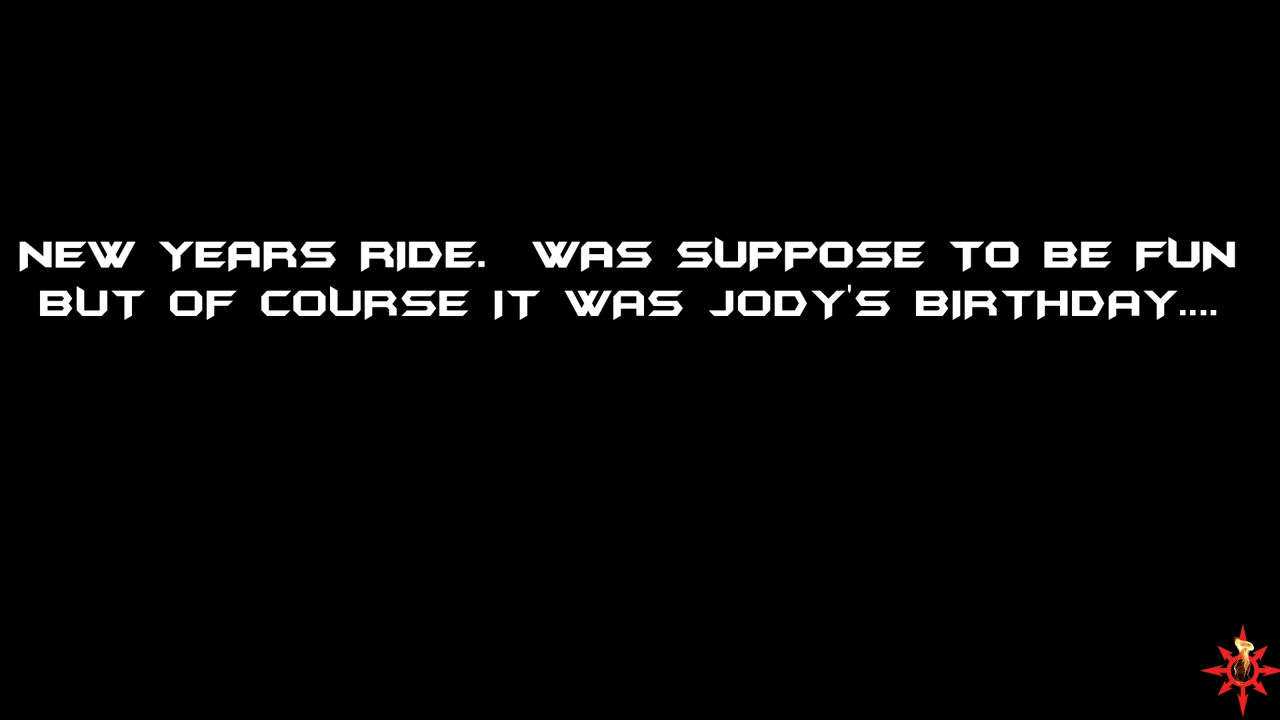 NEW YEARS RIDE.  WAS SUPPOSE TO BE FUN
BUT OF COURSE IT WAS JODY'S BIRTHDAY....